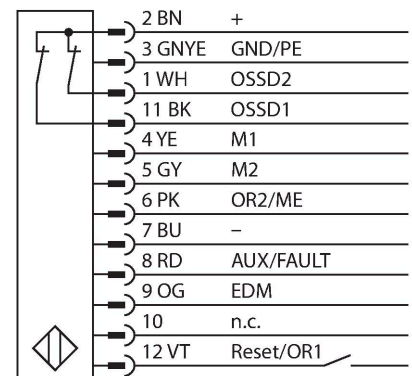 2 BN +
3 GNYE GND/PE
1 WH OSSD2
11 BK OSSD1
4 YE M1
5 GY M2
6 PK OR2/ME
7 BU –
8 RD AUX/FAULT
9 OG EDM
10 n.c.
12 VT Reset/OR1